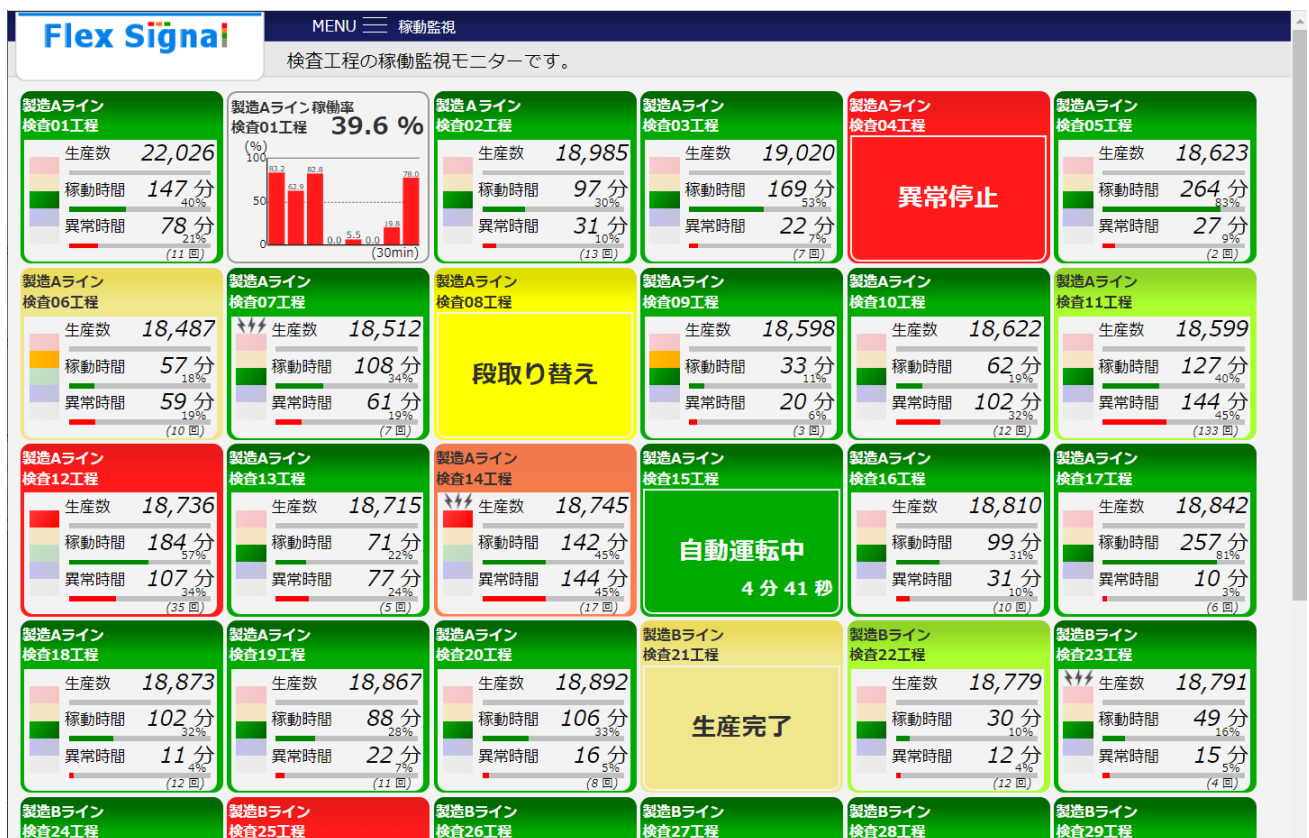 Flex Signal
MENU 稼動監視
検査工程の稼働監視モニターです。
製造Aライン
検査01工程
生産数 22,026
稼動時間 147 分
40%
異常時間 78 分
21%
(11 回)
製造Aライン稼働率
検査01工程 39.6 %
(%)
100
50
0
83.2
62.9
82.8
0.0
5.5
0.0
19.8
78.0
(30min)
製造Aライン
検査02工程
生産数 18,985
稼動時間 97 分
30%
異常時間 31 分
10%
(13 回)
製造Aライン
検査03工程
生産数 19,020
稼動時間 169 分
53%
異常時間 22 分
7%
(7 回)
製造Aライン
検査04工程
異常停止
製造Aライン
検査05工程
生産数 18,623
稼動時間 264 分
83%
異常時間 27 分
9%
(2 回)
製造Aライン
検査06工程
生産数 18,487
稼動時間 57 分
18%
異常時間 59 分
19%
(10 回)
製造Aライン
検査07工程
生産数 18,512
稼動時間 108 分
34%
異常時間 61 分
19%
(7 回)
製造Aライン
検査08工程
段取り替え
製造Aライン
検査09工程
生産数 18,598
稼動時間 33 分
11%
異常時間 20 分
6%
(3 回)
製造Aライン
検査10工程
生産数 18,622
稼動時間 62 分
19%
異常時間 102 分
32%
(12 回)
製造Aライン
検査11工程
生産数 18,599
稼動時間 127 分
40%
異常時間 144 分
45%
(133 回)
製造Aライン
検査12工程
生産数 18,736
稼動時間 184 分
57%
異常時間 107 分
34%
(35 回)
製造Aライン
検査13工程
生産数 18,715
稼動時間 71 分
22%
異常時間 77 分
24%
(5 回)
製造Aライン
検査14工程
生産数 18,745
稼動時間 142 分
45%
異常時間 144 分
45%
(17 回)
製造Aライン
検査15工程
自動運転中
4 分 41 秒
製造Aライン
検査16工程
生産数 18,810
稼動時間 99 分
31%
異常時間 31 分
10%
(10 回)
製造Aライン
検査17工程
生産数 18,842
稼動時間 257 分
81%
異常時間 10 分
3%
(6 回)
製造Aライン
検査18工程
生産数 18,873
稼動時間 102 分
32%
異常時間 11 分
4%
(12 回)
製造Aライン
検査19工程
生産数 18,867
稼動時間 88 分
28%
異常時間 22 分
7%
(11 回)
製造Aライン
検査20工程
生産数 18,892
稼動時間 106 分
33%
異常時間 16 分
5%
(8 回)
製造Bライン
検査21工程
生産完了
製造Bライン
検査22工程
生産数 18,779
稼動時間 30 分
10%
異常時間 12 分
4%
(12 回)
製造Bライン
検査23工程
生産数 18,791
稼動時間 49 分
16%
異常時間 15 分
5%
(4 回)
製造Bライン
検査24工程
製造Bライン
検査25工程
製造Bライン
検査26工程
製造Bライン
検査27工程
製造Bライン
検査28工程
製造Bライン
検査29工程